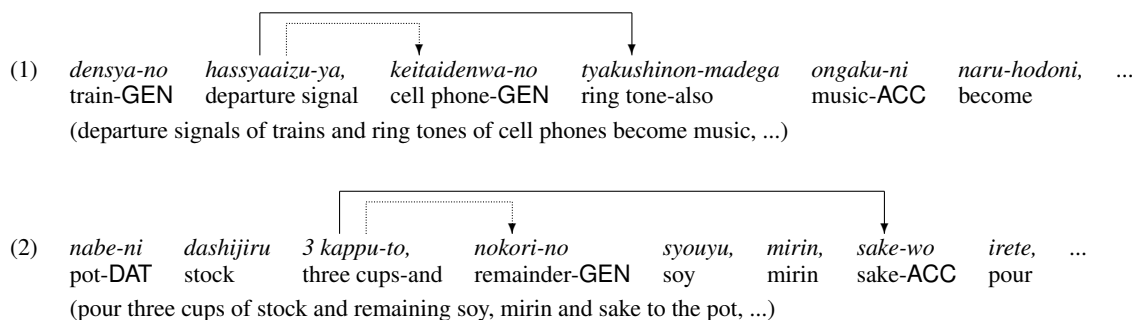 (1) densya-no hassyaaizu-ya, keitaidenwa-no tyakushinon-madega ongaku-ni naru-hodoni, ...
train-GEN departure signal cell phone-GEN ring tone-also music-ACC become
(departure signals of trains and ring tones of cell phones become music, ...)
(2) nabe-ni dashijiru 3 kappu-to, nokori-no syouyu, mirin, sake-wo irete, ...
pot-DAT stock three cups-and remainder-GEN soy mirin sake-ACC pour
(pour three cups of stock and remaining soy, mirin and sake to the pot, ...)